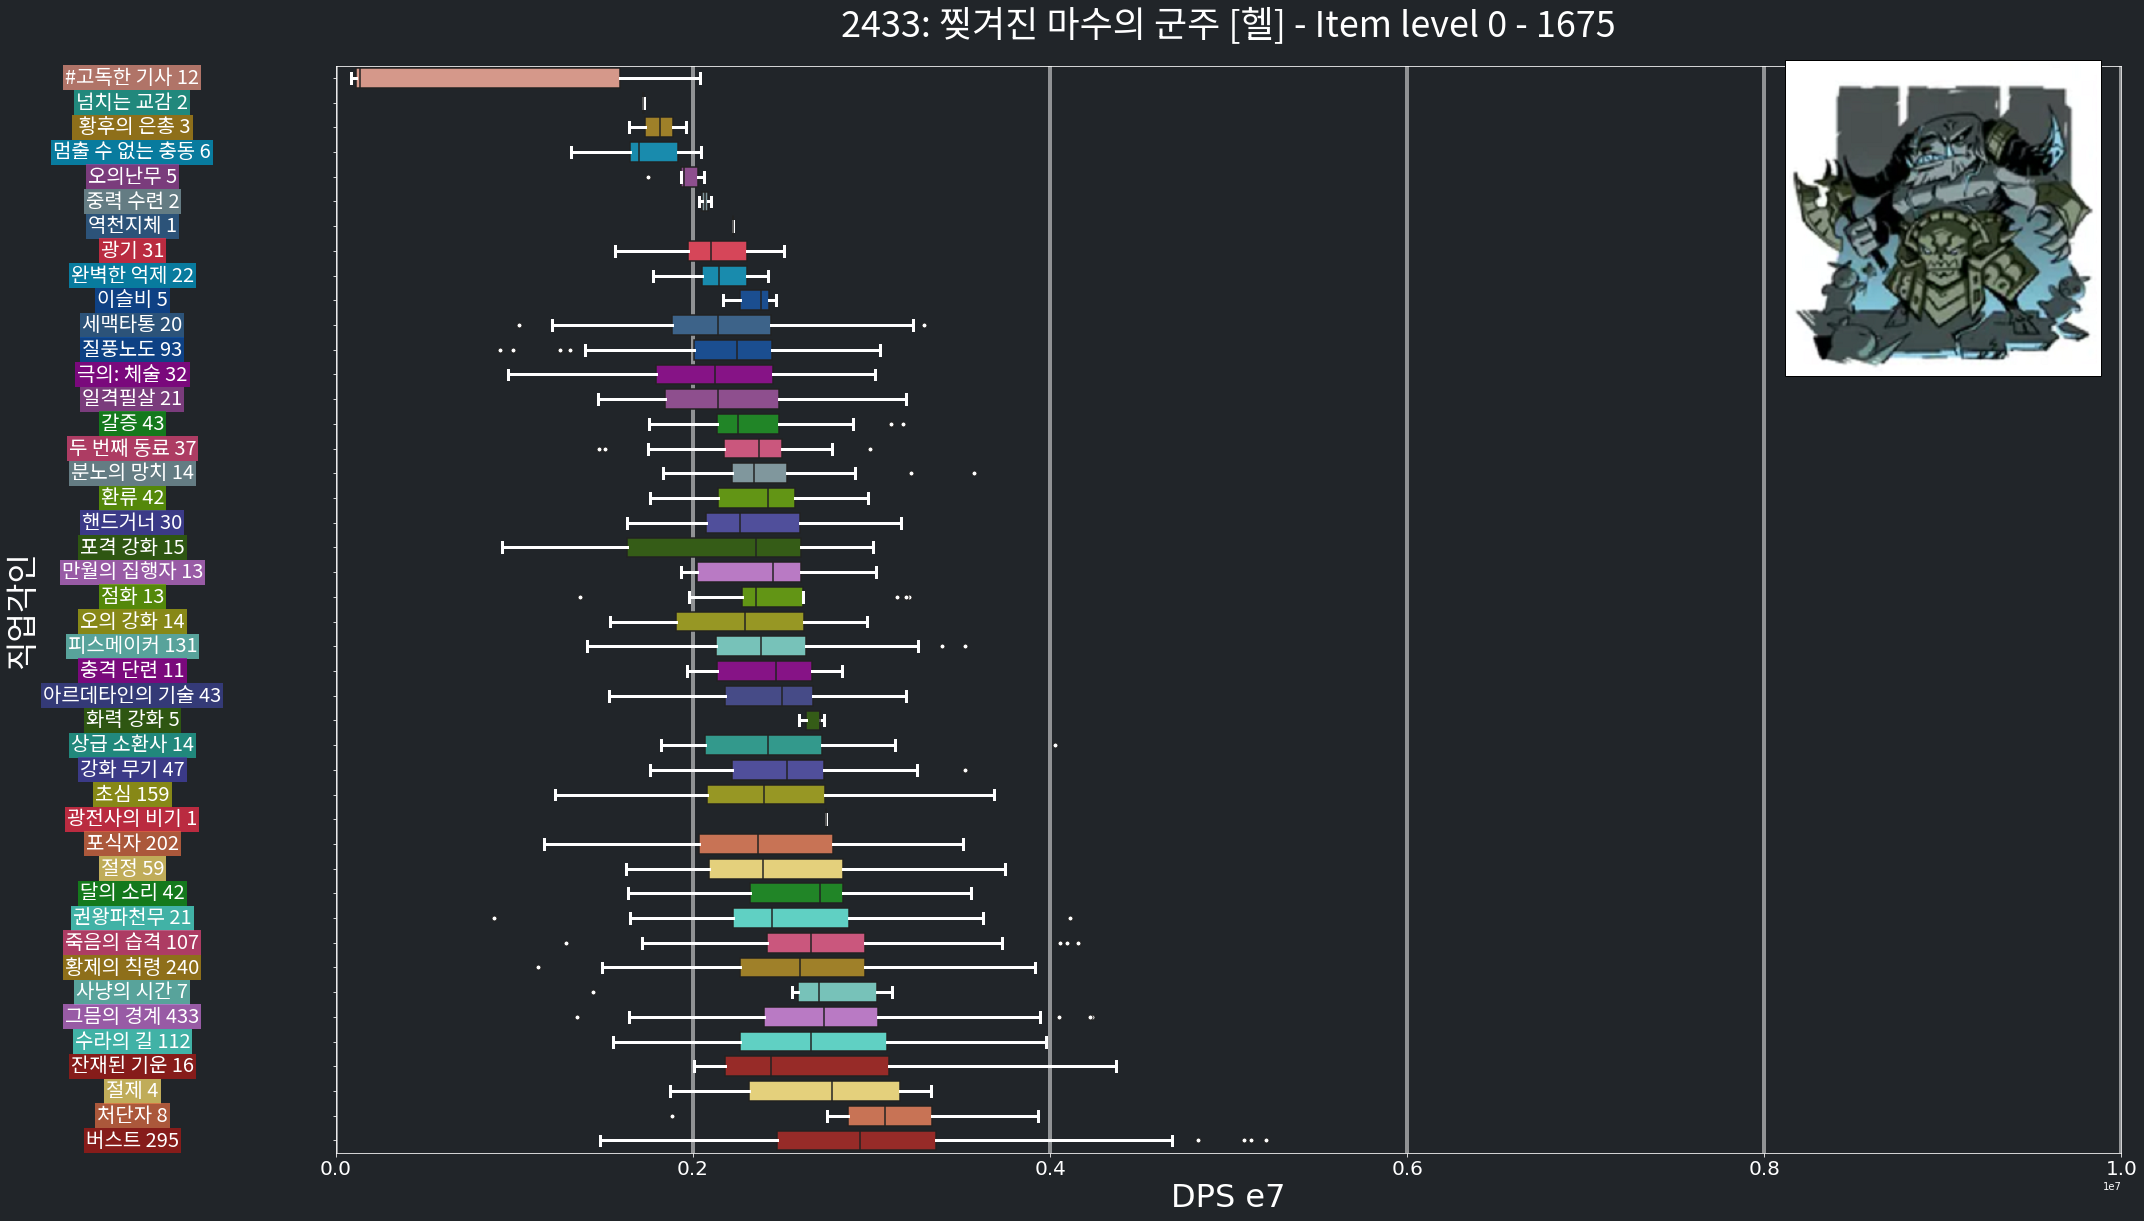 2433: 찢겨진 마수의 군주 [헬] - Item level 0 - 1675
#고독한 기사 12
넘치는 교감 2
황후의 은총 3
멈출 수 없는 충동 6
오의난무 5
중력 수련 2
역천지체 1
광기 31
완벽한 억제 22
이슬비 5
세맥타통 20
질풍노도 93
극의: 체술 32
일격필살 21
갈증 43
두 번째 동료 37
분노의 망치 14
환류 42
핸드거너 30
포격 강화 15
만월의 집행자 13
점화 13
오의 강화 14
피스메이커 131
충격 단련 11
아르데타인의 기술 43
화력 강화 5
상급 소환사 14
강화 무기 47
초심 159
광전사의 비기 1
포식자 202
절정 59
달의 소리 42
권왕파천무 21
죽음의 습격 107
황제의 칙령 240
사냥의 시간 7
그믐의 경계 433
수라의 길 112
잔재된 기운 16
절제 4
처단자 8
버스트 295
직업각인
0.0 0.2 0.4 0.6 0.8 1.0
1e7
DPS e7